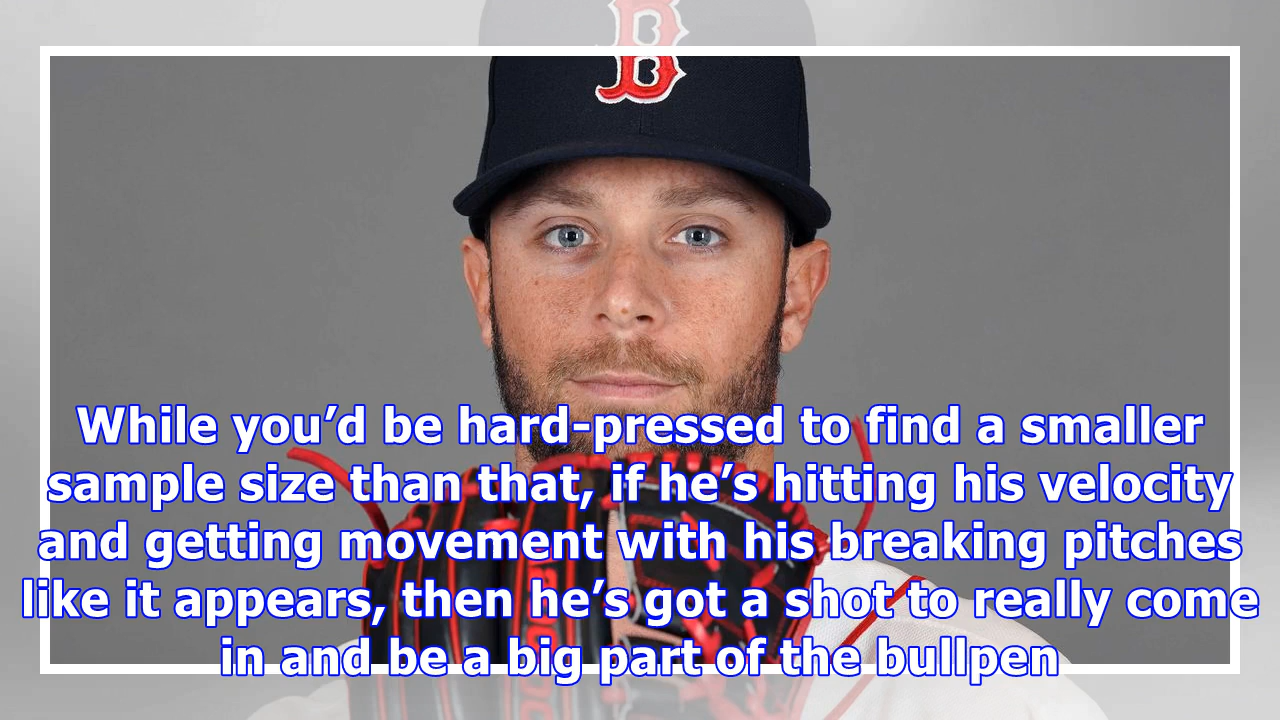 B
B
While you’d be hard-pressed to find a smaller
sample size than that, if he’s hitting his velocity
and getting movement with his breaking pitches
like it appears, then he’s got a shot to really come
in and be a big part of the bullpen